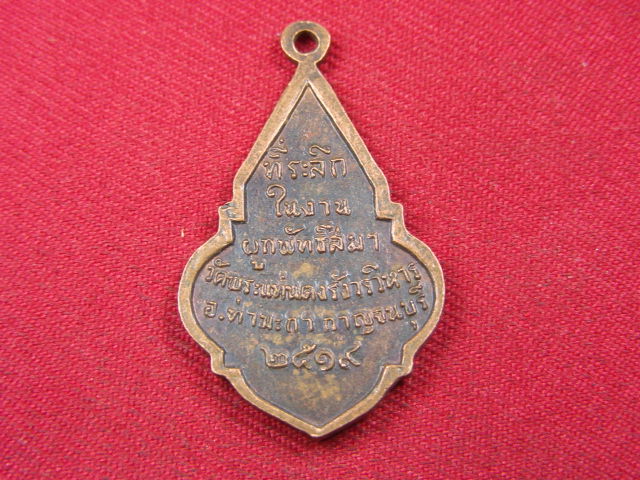 ที่ระลึก
ในงาน
ผูกพัทธสีมา
วัดพระแท่นดงรังวรวิหาร
อ.ท่ามะกา กาญจนบุรี
๒๕๑๙